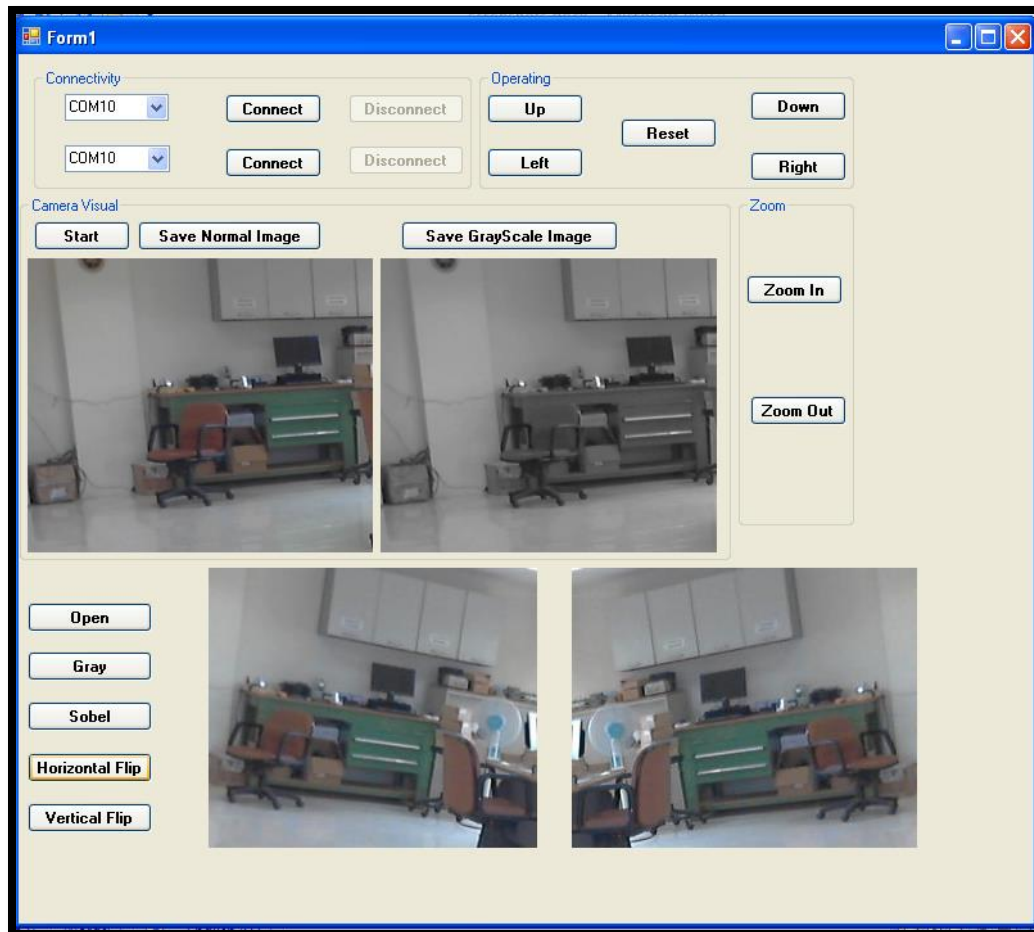 Form1
Connectivity
COM10
Connect
Disconnect
COM10
Connect
Disconnect
Operating
Up
Down
Reset
Left
Right
Camera Visual
Start
Save Normal Image
Save GrayScale Image
Zoom
Zoom In
Zoom Out
Open
Gray
Sobel
Horizontal Flip
Vertical Flip